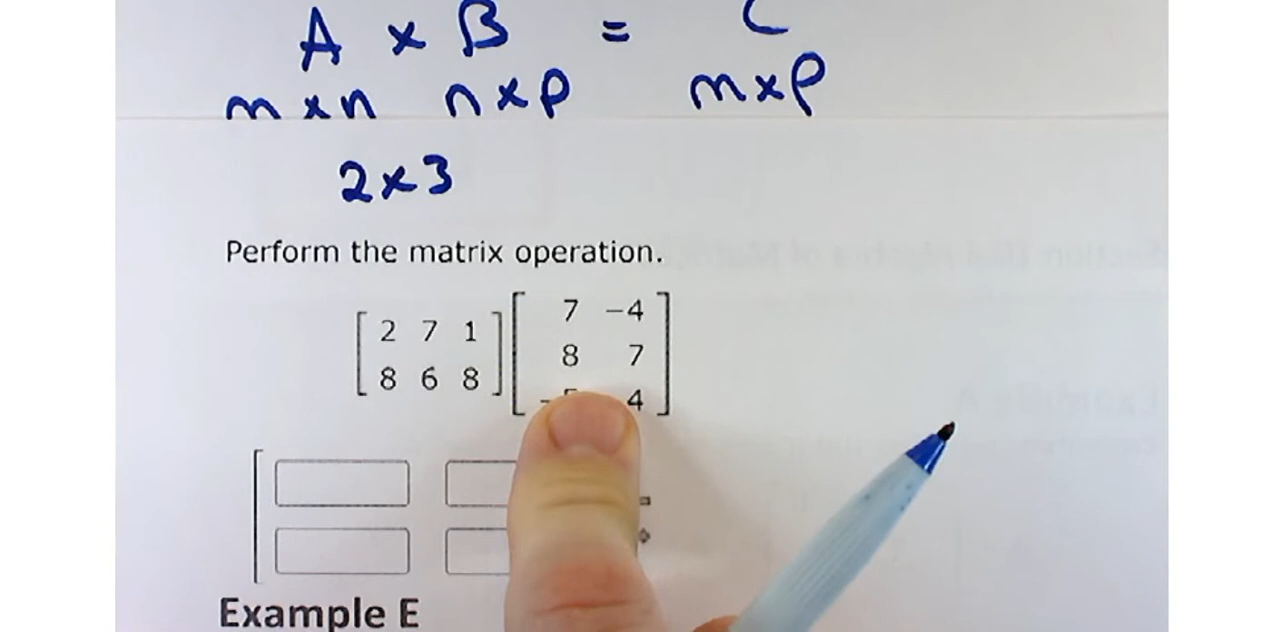 A × B = C
m×n n×p m×p
2×3
Perform the matrix operation.
2 7 1
8 6 8
7 -4
8 7
4
Example E